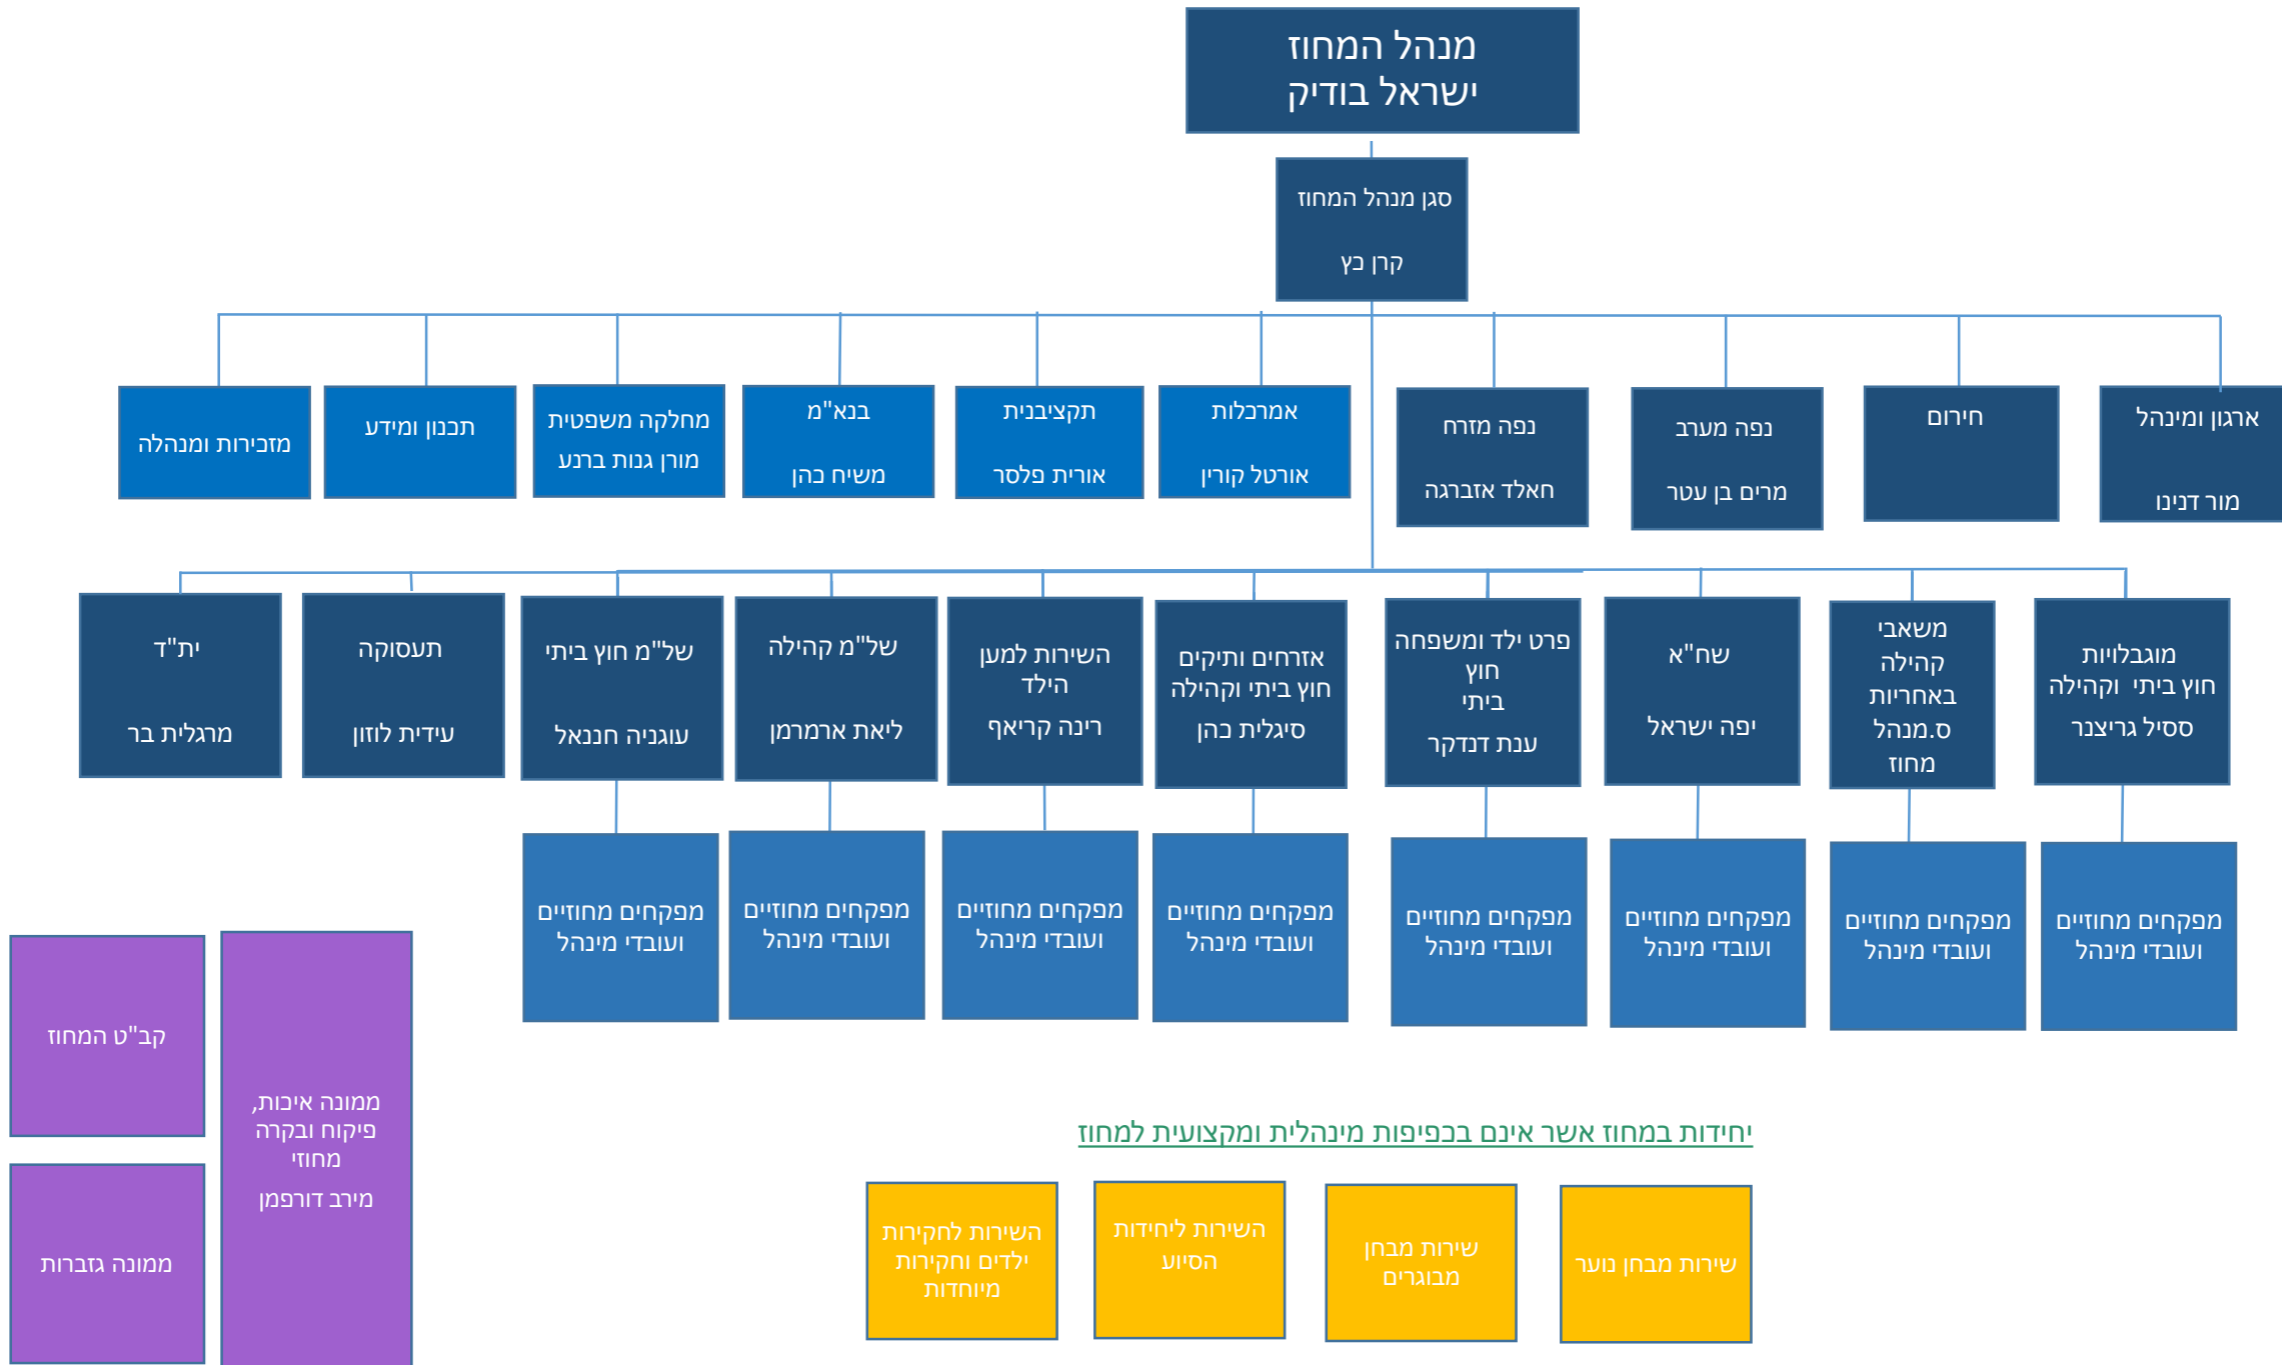 מנהל המחוז
ישראל בודיק
סגן מנהל המחוז
קרן כץ
ארגון ומינהל
מור דנינו
חירום
נפה מערב
מרים בן עטר
נפה מזרח
חאלד אזברגה
אמרכלות
אורטל קורין
תקציבנית
אורית פלסר
בנא"מ
משיח כהן
מחלקה משפטית
מורן גנות ברנע
תכנון ומידע
מזכירות ומנהלה
מוגבלויות
חוץ ביתי וקהילה
ססיל גריצנר
משאבי
קהילה
באחריות
ס.מנהל
מחוז
שח"א
יפה ישראל
פרט ילד ומשפחה
חוץ
ביתי
ענת דנדקר
אזרחים ותיקים
חוץ ביתי וקהילה
סיגלית כהן
השירות למען
הילד
רינה קריאף
של"מ קהילה
ליאת ארמרמן
של"מ חוץ ביתי
עוגניה חננאל
תעסוקה
עידית לוזון
ית"ד
מרגלית בר
מפקחים מחוזיים
ועובדי מינהל
מפקחים מחוזיים
ועובדי מינהל
מפקחים מחוזיים
ועובדי מינהל
מפקחים מחוזיים
ועובדי מינהל
מפקחים מחוזיים
ועובדי מינהל
מפקחים מחוזיים
ועובדי מינהל
מפקחים מחוזיים
ועובדי מינהל
מפקחים מחוזיים
ועובדי מינהל
ממונה איכות,
פיקוח ובקרה
מחוזי
מירב דורפמן
קב"ט המחוז
ממונה גזברות
יחידות במחוז אשר אינם בכפיפות מינהלית ומקצועית למחוז
שירות מבחן נוער
שירות מבחן
מבוגרים
השירות ליחידות
הסיוע
השירות לחקירות
ילדים וחקירות
מיוחדות